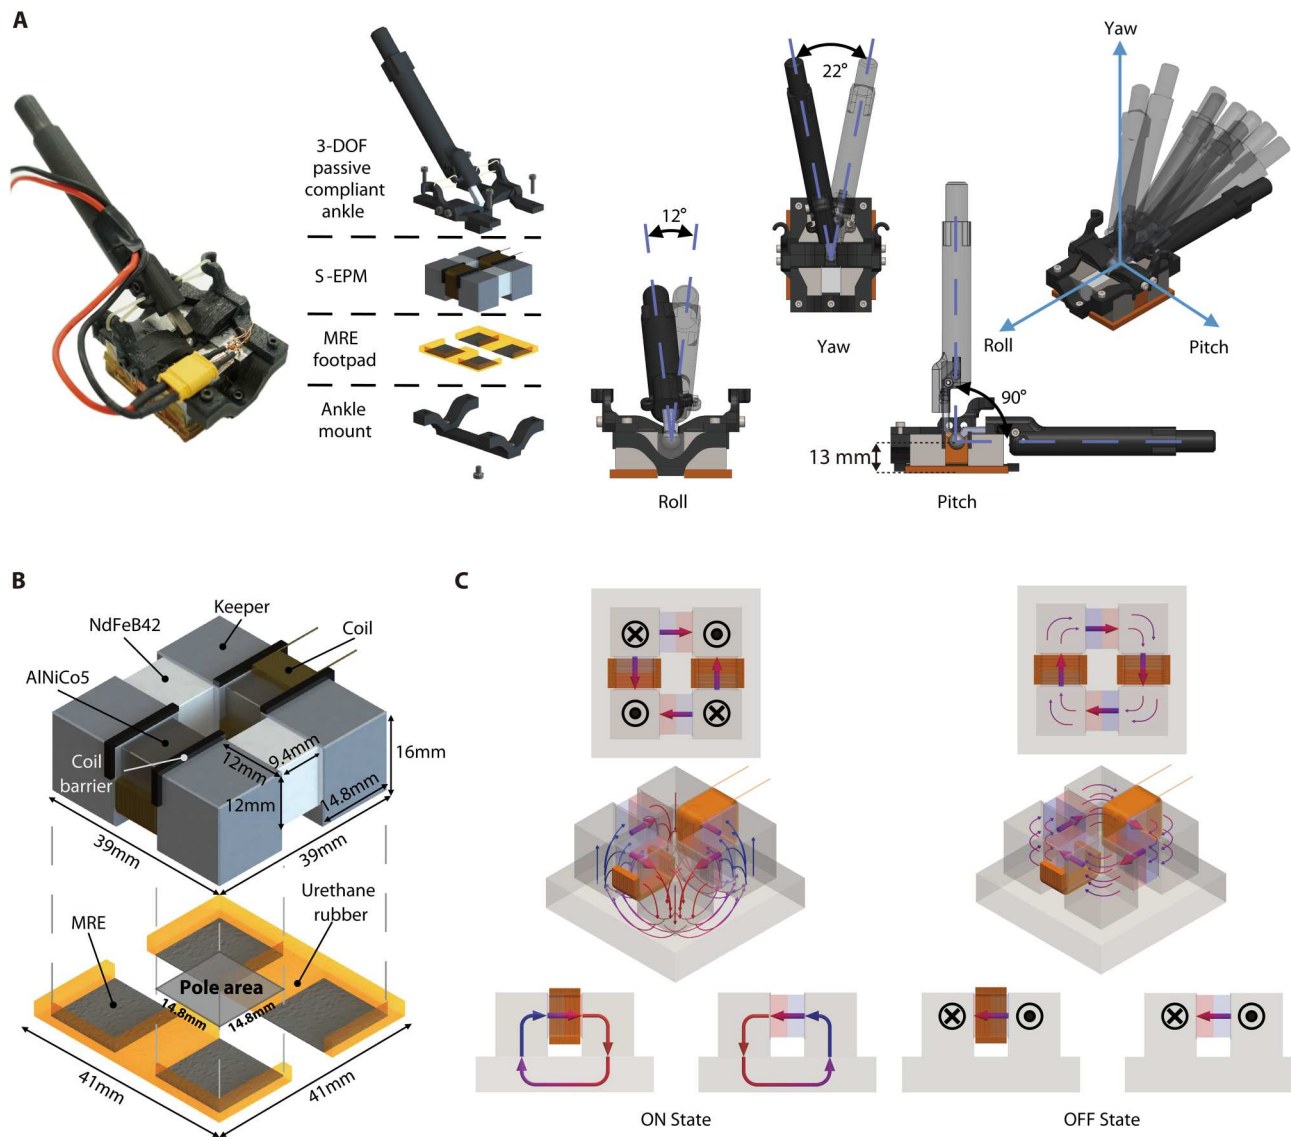 A
3-DOF
passive
compliant
ankle
S-EPM
MRE
footpad
Ankle
mount
12°
Roll
22°
Yaw
90°
13 mm
Pitch
Yaw
Roll
Pitch
B
Keeper
NdFeB42
Coil
AlNiCo5
Coil
barrier
12mm
9.4mm
12mm
16mm
14.8mm
39mm
39mm
Urethane
rubber
MRE
Pole area
14.8mm
14.8mm
41mm
41mm
C
ON State
OFF State